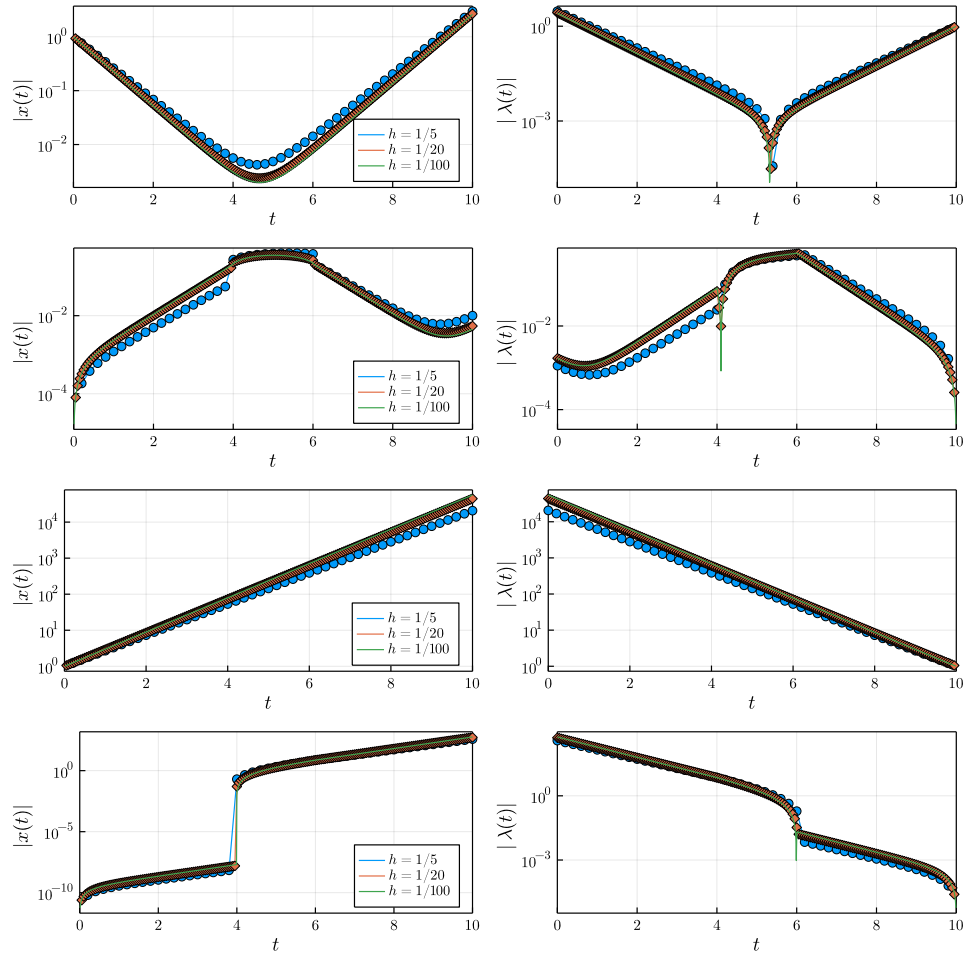 |x(t)|
10^0
10^{-1}
10^{-2}
h = 1/5
h = 1/20
h = 1/100
0 2 4 6 8 10
t
|λ(t)|
10^0
10^{-3}
0 2 4 6 8 10
t
|x(t)|
10^{-2}
10^{-4}
h = 1/5
h = 1/20
h = 1/100
0 2 4 6 8 10
t
|λ(t)|
10^{-2}
10^{-4}
0 2 4 6 8 10
t
|x(t)|
10^4
10^3
10^2
10^1
10^0
h = 1/5
h = 1/20
h = 1/100
0 2 4 6 8 10
t
|λ(t)|
10^4
10^3
10^2
10^1
10^0
0 2 4 6 8 10
t
|x(t)|
10^0
10^{-5}
10^{-10}
h = 1/5
h = 1/20
h = 1/100
0 2 4 6 8 10
t
|λ(t)|
10^0
10^{-3}
0 2 4 6 8 10
t